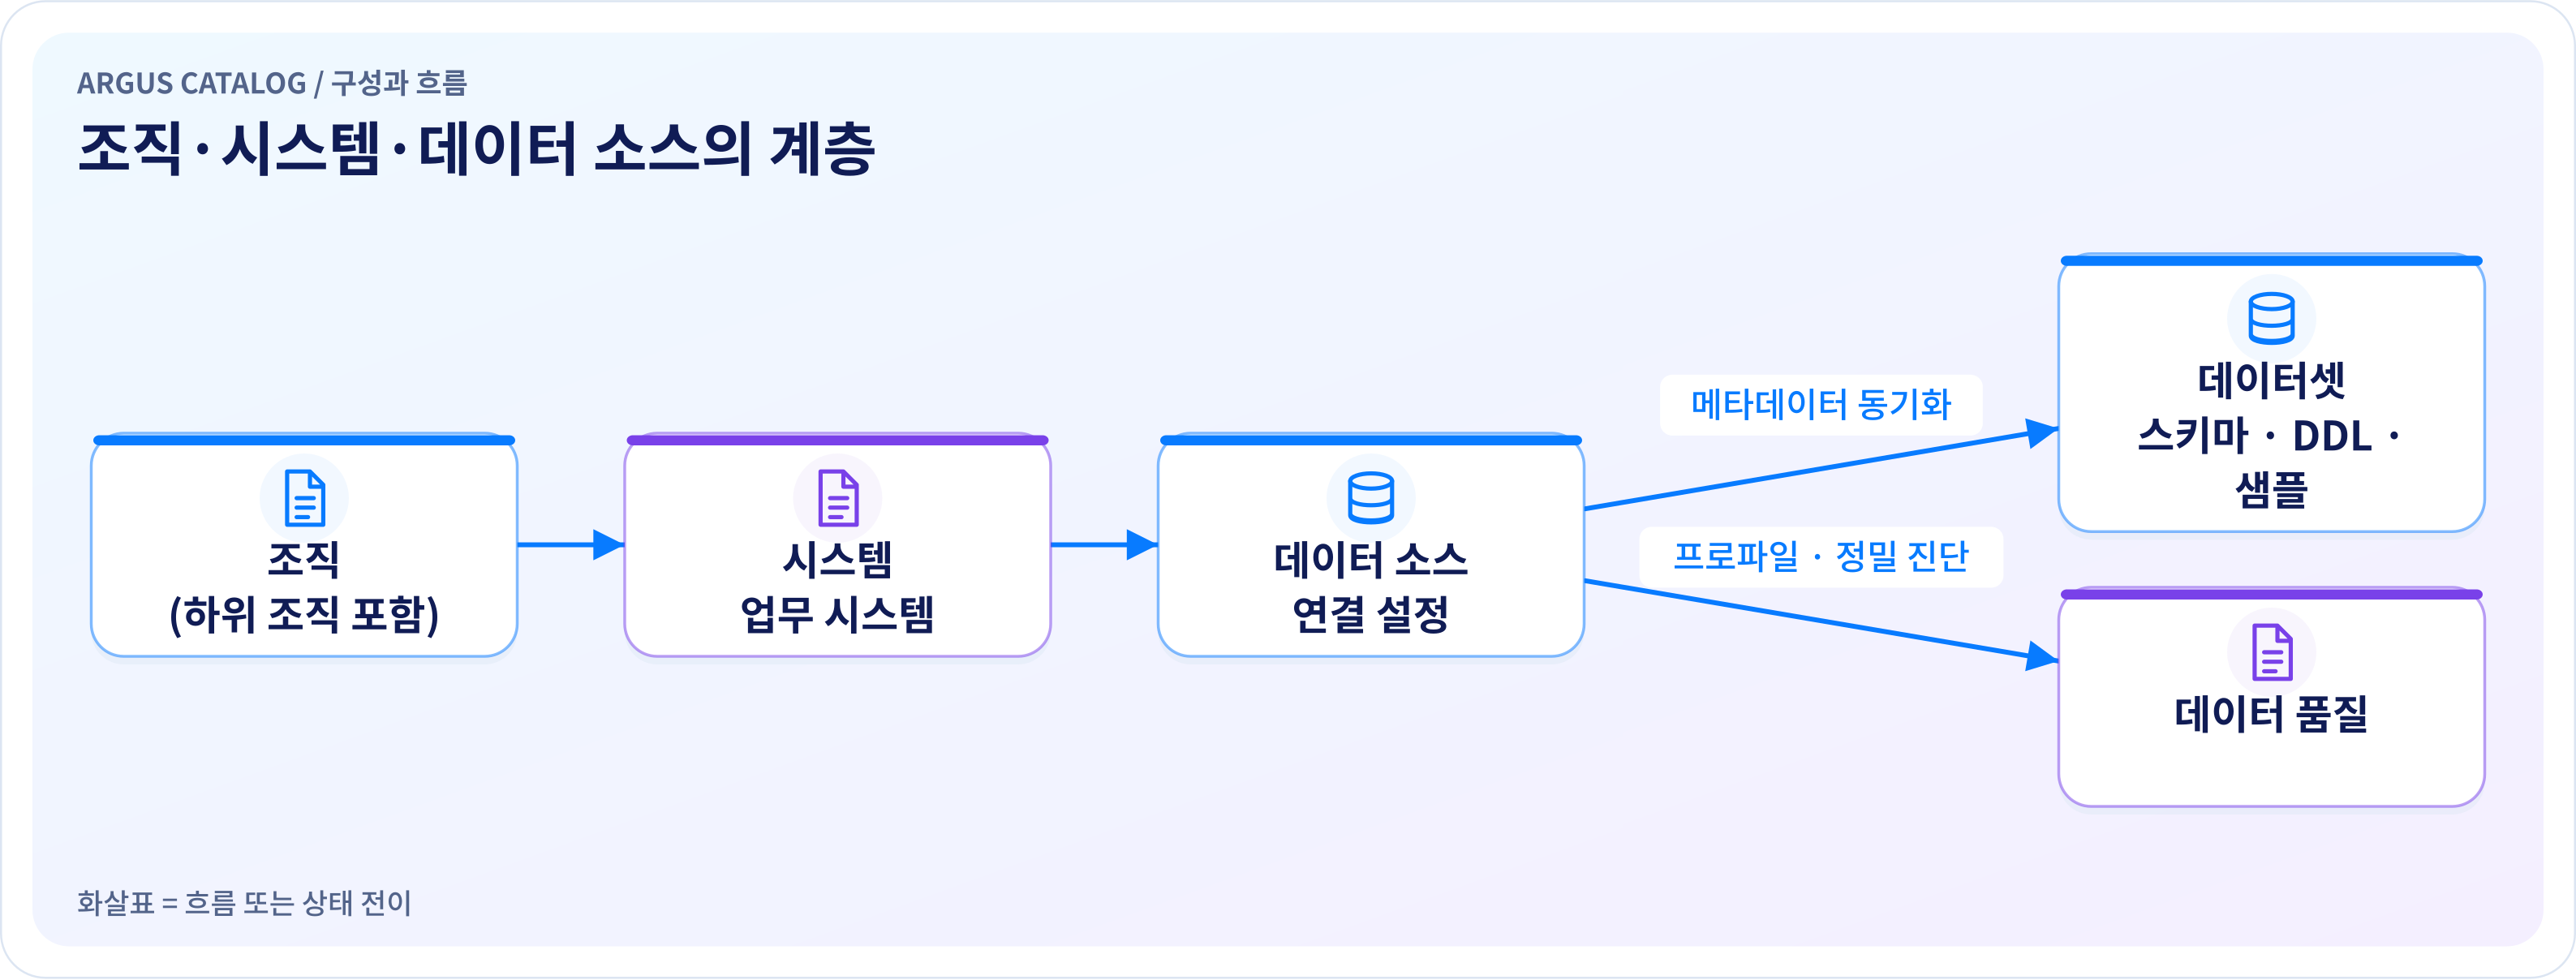 ARGUS CATALOG / 구성과 흐름
조직·시스템·데이터 소스의 계층
조직
(하위 조직 포함)
시스템
업무 시스템
데이터 소스
연결 설정
메타데이터 동기화
프로파일 · 정밀 진단
데이터셋
스키마 · DDL ·
샘플
데이터 품질
화살표 = 흐름 또는 상태 전이